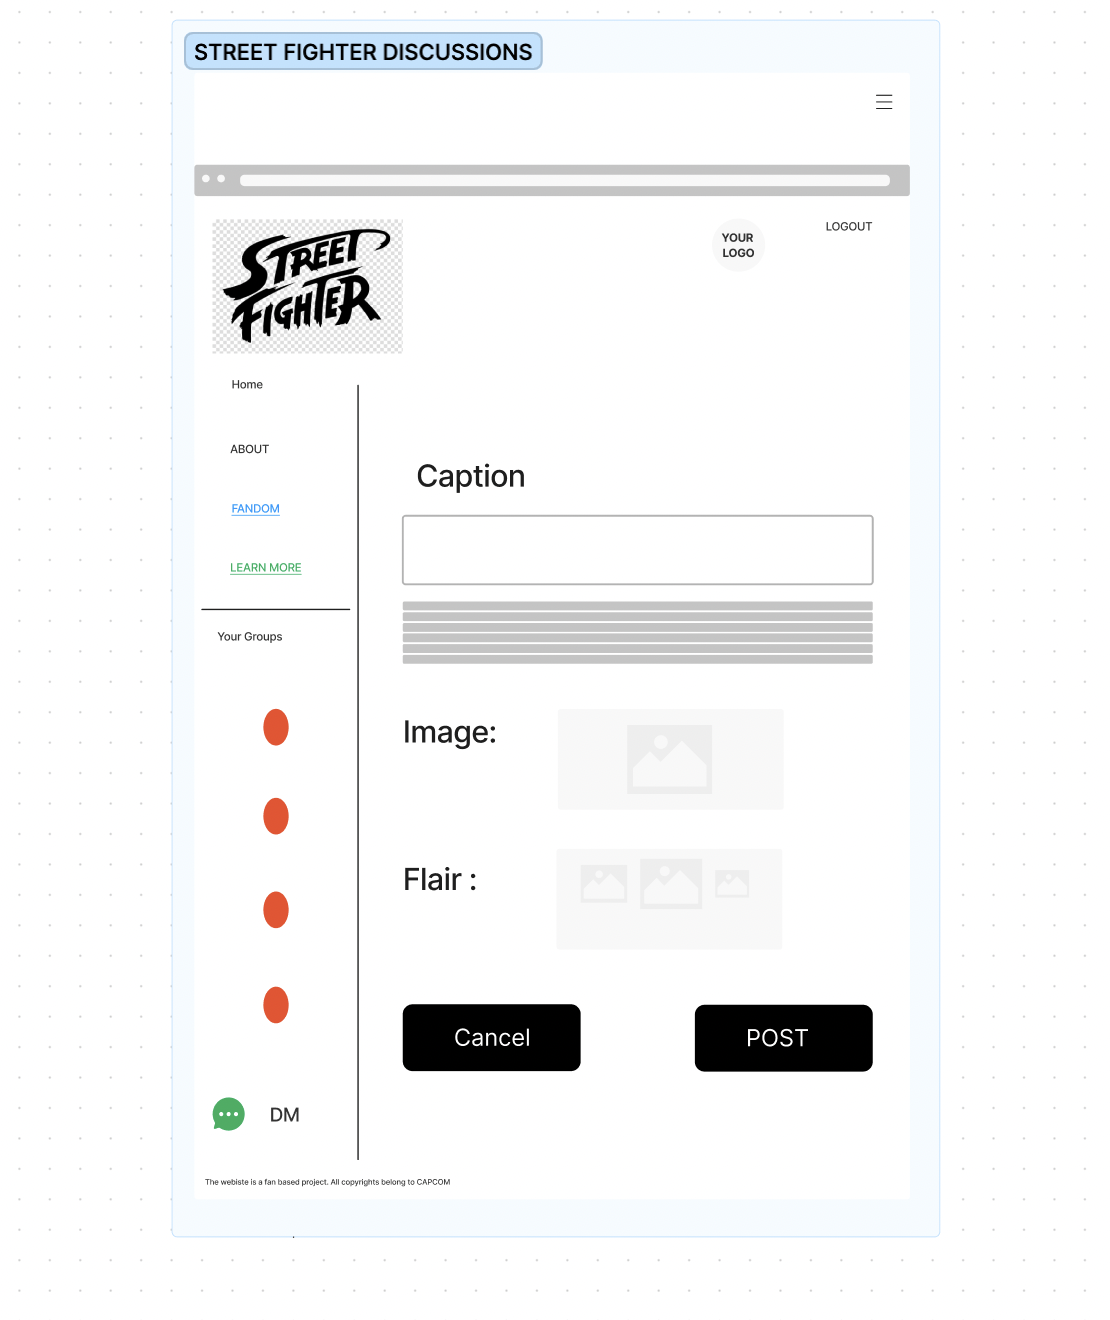 STREET FIGHTER DISCUSSIONS
STREET
FIGHTER
YOUR
LOGO
LOGOUT
Home
ABOUT
FANDOM
LEARN MORE
Your Groups
Caption
Image:
Flair :
Cancel
POST
DM
The webiste is a fan based project. All copyrights belong to CAPCOM